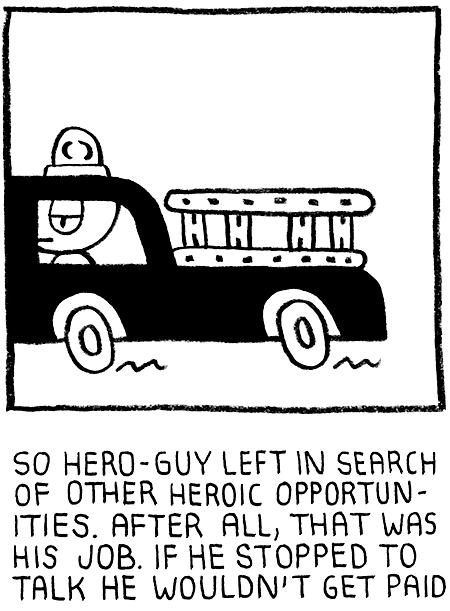 SO HERO-GUY LEFT IN SEARCH
OF OTHER HEROIC OPPORTUN-
ITIES. AFTER ALL, THAT WAS
HIS JOB. IF HE STOPPED TO
TALK HE WOULDN'T GET PAID